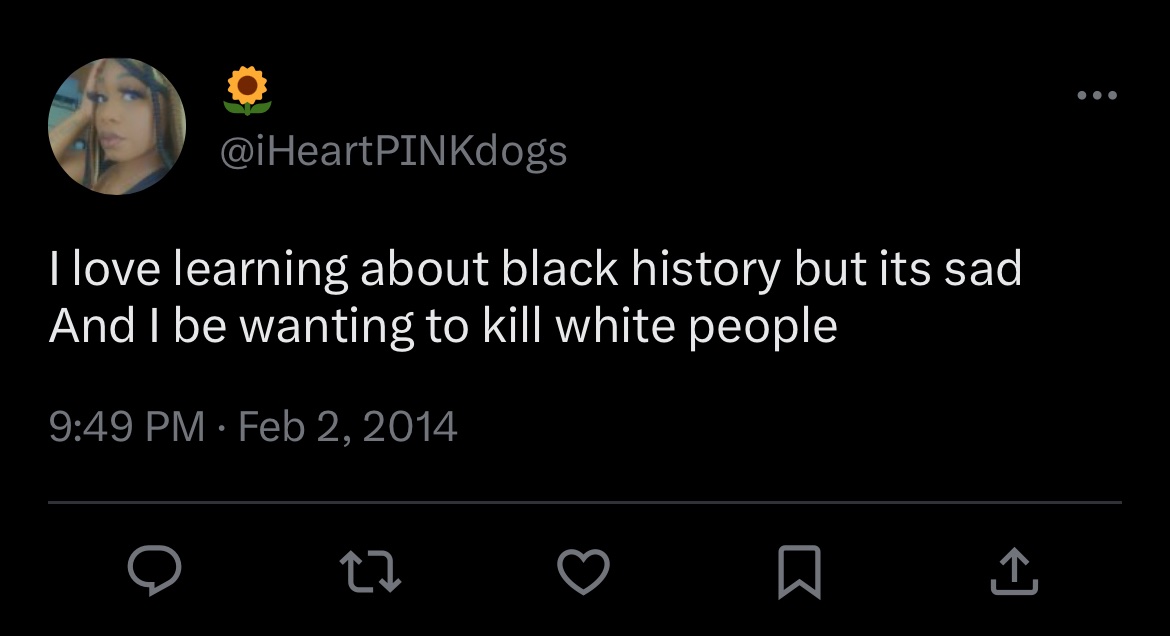 🌻
@iHeartPINKdogs
I love learning about black history but its sad
And I be wanting to kill white people
9:49 PM · Feb 2, 2014